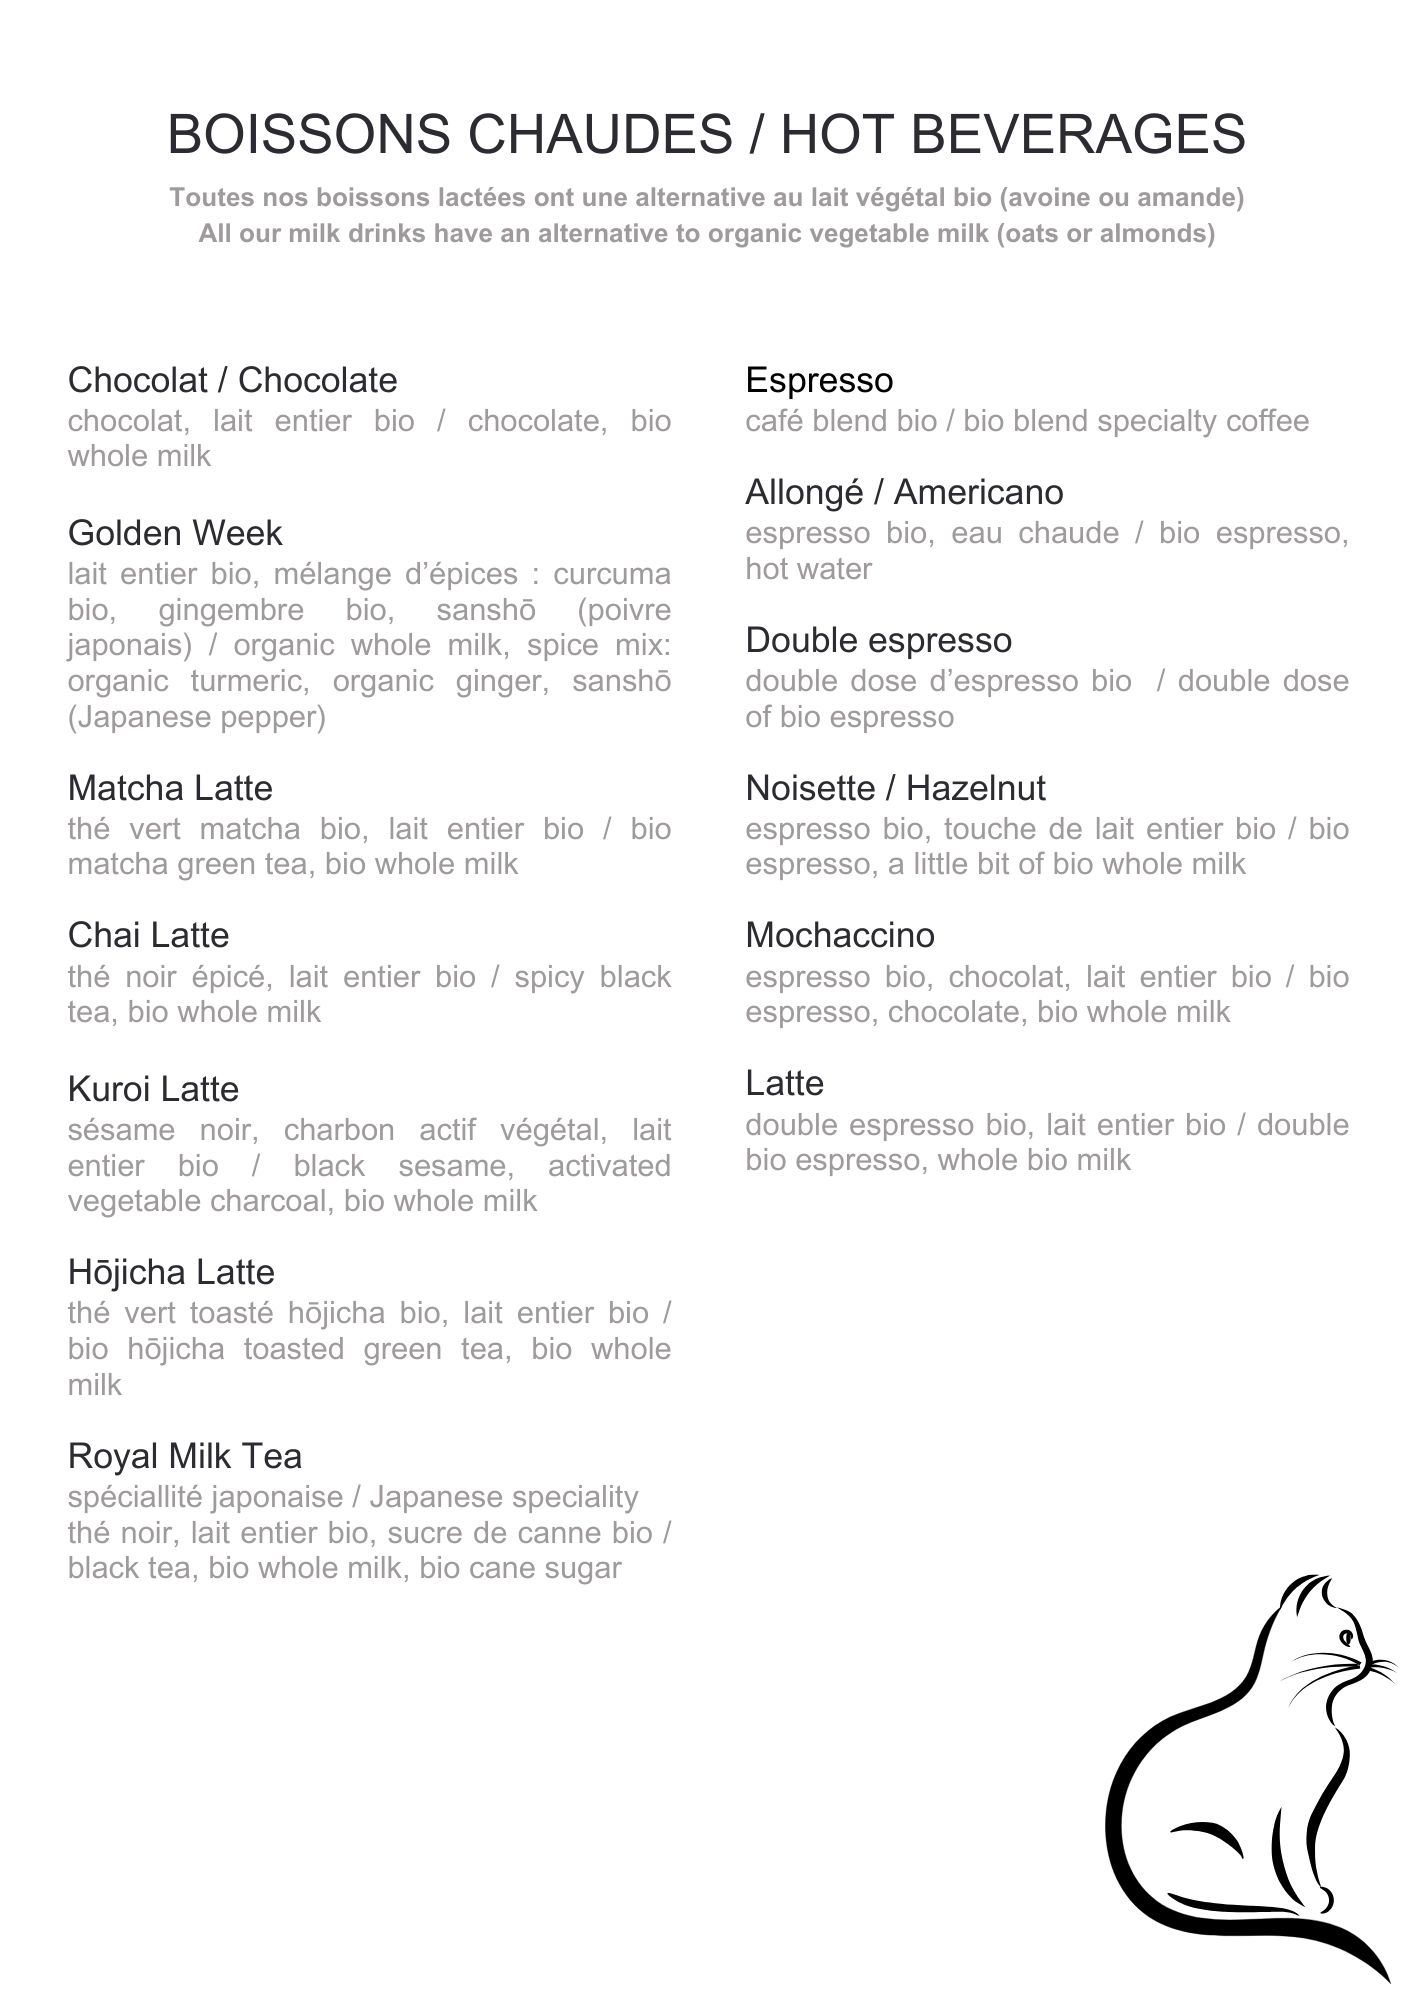 BOISSONS CHAUDES / HOT BEVERAGES
Toutes nos boissons lactées ont une alternative au lait végétal bio (avoine ou amande)
All our milk drinks have an alternative to organic vegetable milk (oats or almonds)
Chocolat / Chocolate
chocolat, lait entier bio / chocolate, bio
whole milk
Golden Week
lait entier bio, mélange d’épices : curcuma
bio, gingembre bio, sanshō (poivre
japonais) / organic whole milk, spice mix:
organic turmeric, organic ginger, sanshō
(Japanese pepper)
Matcha Latte
thé vert matcha bio, lait entier bio / bio
matcha green tea, bio whole milk
Chai Latte
thé noir épicé, lait entier bio / spicy black
tea, bio whole milk
Kuroi Latte
sésame noir, charbon actif végétal, lait
entier bio / black sesame, activated
vegetable charcoal, bio whole milk
Hōjicha Latte
thé vert toasté hōjicha bio, lait entier bio /
bio hōjicha toasted green tea, bio whole
milk
Royal Milk Tea
spéciallité japonaise / Japanese speciality
thé noir, lait entier bio, sucre de canne bio /
black tea, bio whole milk, bio cane sugar
Espresso
café blend bio / bio blend specialty coffee
Allongé / Americano
espresso bio, eau chaude / bio espresso,
hot water
Double espresso
double dose d’espresso bio  / double dose
of bio espresso
Noisette / Hazelnut
espresso bio, touche de lait entier bio / bio
espresso, a little bit of bio whole milk
Mochaccino
espresso bio, chocolat, lait entier bio / bio
espresso, chocolate, bio whole milk
Latte
double espresso bio, lait entier bio / double
bio espresso, whole bio milk